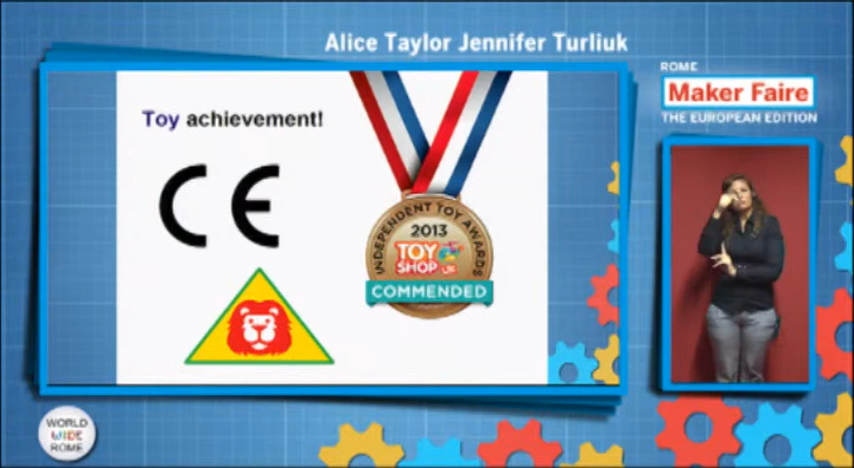 Alice Taylor Jennifer Turliuk
ROME
Maker Faire
THE EUROPEAN EDITION
Toy achievement!
CE
INDEPENDENT TOY AWARDS
2013
TOY
SHOP UK
COMMENDED
WORLD
WIDE
ROME